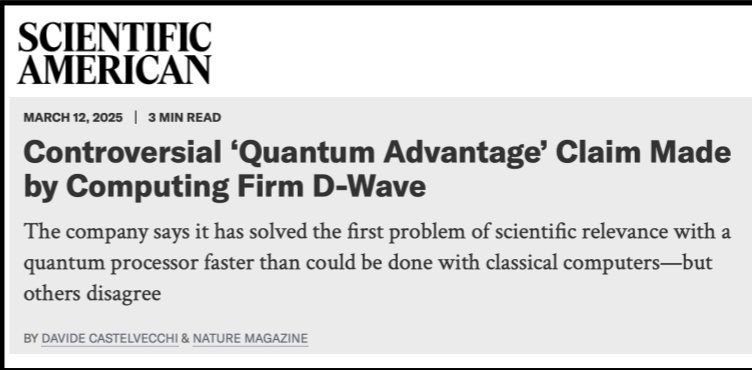 SCIENTIFIC
AMERICAN
MARCH 12, 2025 | 3 MIN READ
Controversial ‘Quantum Advantage’ Claim Made
by Computing Firm D-Wave
The company says it has solved the first problem of scientific relevance with a
quantum processor faster than could be done with classical computers—but
others disagree
BY DAVIDE CASTELVECCHI & NATURE MAGAZINE